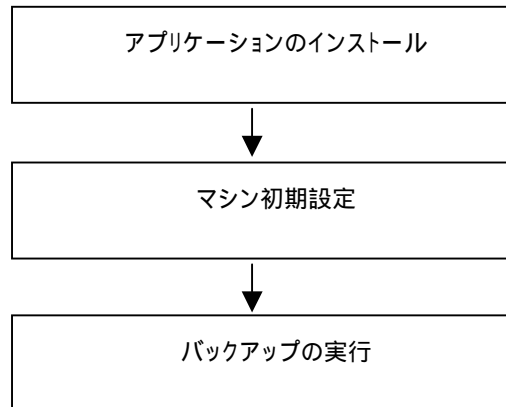 アプリケーションのインストール
マシン初期設定
バックアップの実行